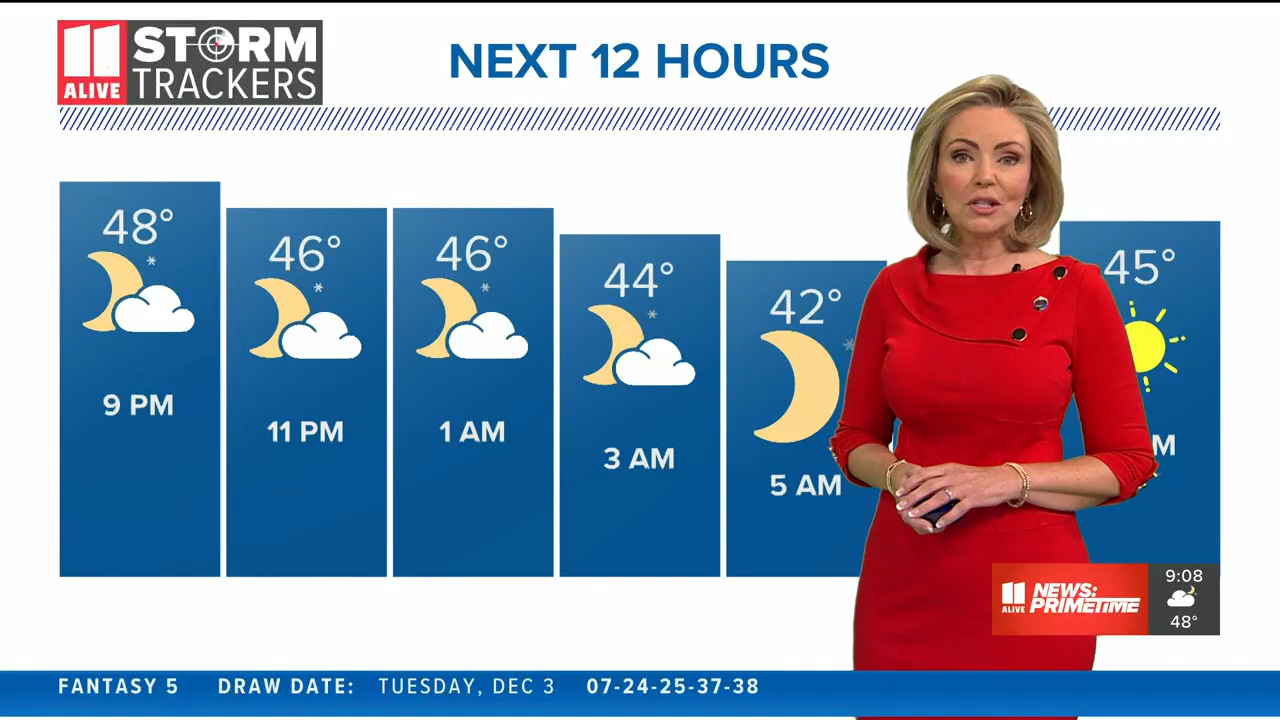 11 ALIVE STORM TRACKERS
NEXT 12 HOURS
48°
46°
46°
44°
42°
45°
9 PM
11 PM
1 AM
3 AM
5 AM
M
11 ALIVE NEWS: PRIMETIME
9:08
48°
FANTASY 5 DRAW DATE: TUESDAY, DEC 3 07-24-25-37-38